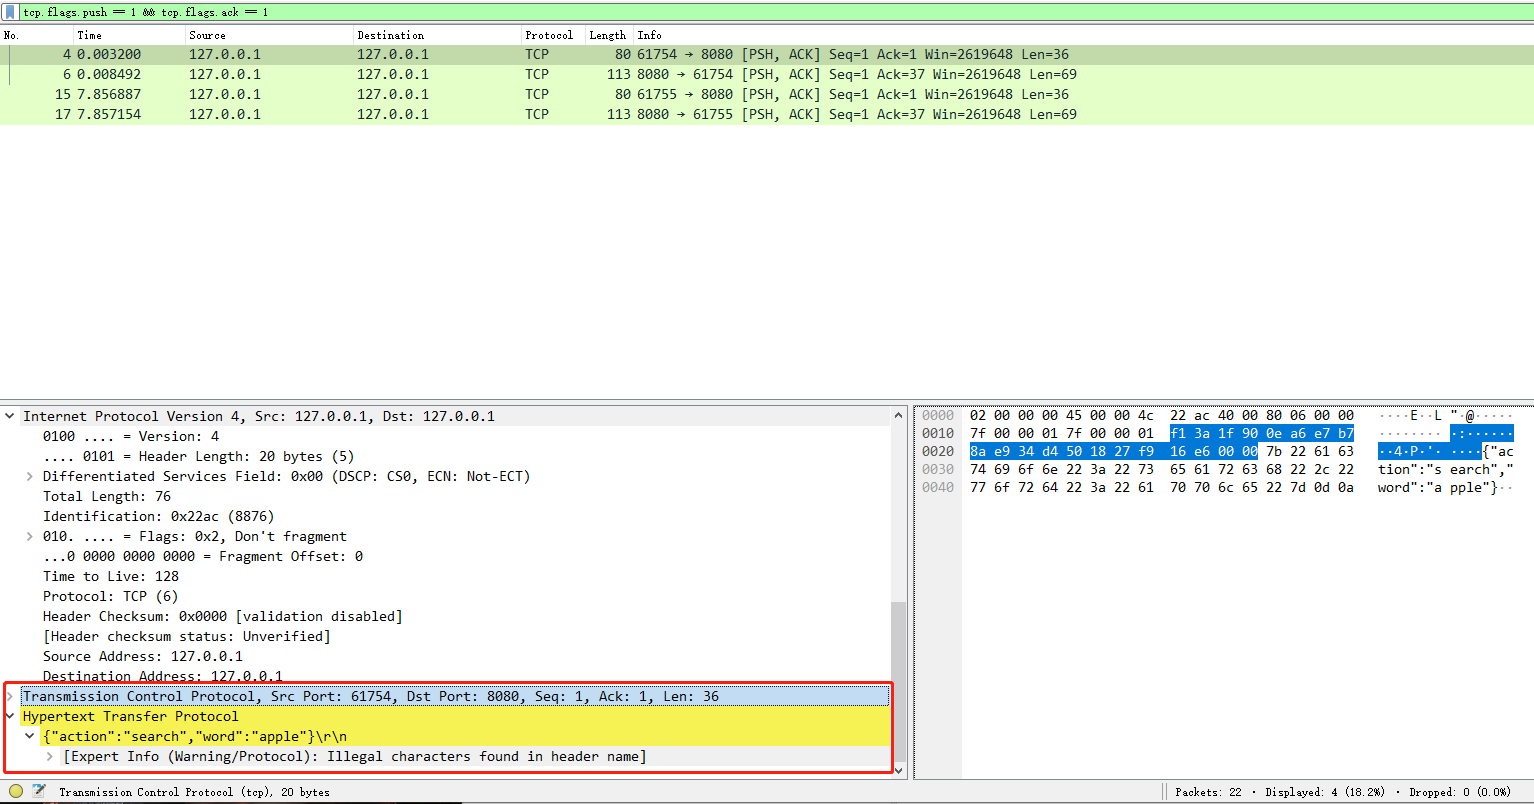 tcp.flags.push == 1 && tcp.flags.ack == 1
No. Time Source Destination Protocol Length Info
4 0.003200 127.0.0.1 127.0.0.1 TCP 80 61754 → 8080 [PSH, ACK] Seq=1 Ack=1 Win=2619648 Len=36
6 0.008492 127.0.0.1 127.0.0.1 TCP 113 8080 → 61754 [PSH, ACK] Seq=1 Ack=37 Win=2619648 Len=69
15 7.856887 127.0.0.1 127.0.0.1 TCP 80 61755 → 8080 [PSH, ACK] Seq=1 Ack=1 Win=2619648 Len=36
17 7.857154 127.0.0.1 127.0.0.1 TCP 113 8080 → 61755 [PSH, ACK] Seq=1 Ack=37 Win=2619648 Len=69
Internet Protocol Version 4, Src: 127.0.0.1, Dst: 127.0.0.1
0100 .... = Version: 4
.... 0101 = Header Length: 20 bytes (5)
Differentiated Services Field: 0x00 (DSCP: CS0, ECN: Not-ECT)
Total Length: 76
Identification: 0x22ac (8876)
010. .... = Flags: 0x2, Don't fragment
...0 0000 0000 0000 = Fragment Offset: 0
Time to Live: 128
Protocol: TCP (6)
Header Checksum: 0x0000 [validation disabled]
[Header checksum status: Unverified]
Source Address: 127.0.0.1
Destination Address: 127.0.0.1
Transmission Control Protocol, Src Port: 61754, Dst Port: 8080, Seq: 1, Ack: 1, Len: 36
Hypertext Transfer Protocol
{"action":"search","word":"apple"}\r\n
[Expert Info (Warning/Protocol): Illegal characters found in header name]
0000 02 00 00 00 45 00 00 4c 22 ac 40 00 80 06 00 00 ····E··L "·@·····
0010 7f 00 00 01 7f 00 00 01 f1 3a 1f 90 0e a6 e7 b7 ········ ·:······
0020 8a e9 34 d4 50 18 27 f9 16 e6 00 00 7b 22 61 63 ··4·P·'· ····{"ac
0030 74 69 6f 6e 22 3a 22 73 65 61 72 63 68 22 2c 22 tion":"s earch","
0040 77 6f 72 64 22 3a 22 61 70 70 6c 65 22 7d 0d 0a word":"a pple"}··
Transmission Control Protocol (tcp), 20 bytes
Packets: 22 · Displayed: 4 (18.2%) · Dropped: 0 (0.0%)